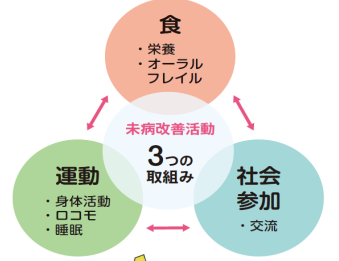 食
・栄養
・オーラル
フレイル
未病改善活動
3つの
取組み
運動
・身体活動
・ロコモ
・睡眠
社会
参加
・交流